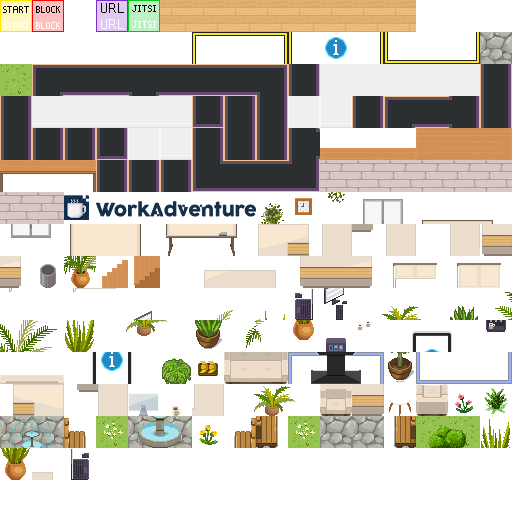 START BLOCK URL JITSI
START BLOCK URL JITSI
i
WorkAdventure
i